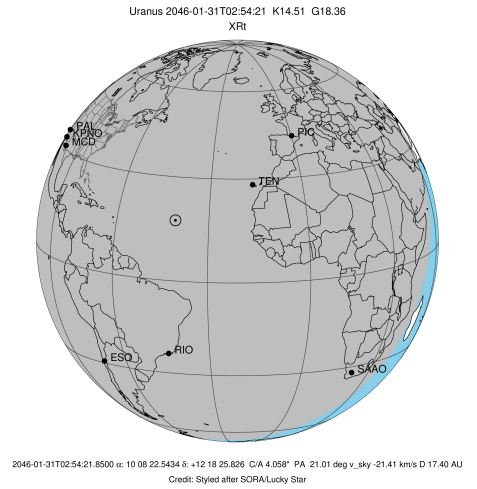 Uranus 2046-01-31T02:54:21 K14.51 G18.36
XRt
PAL
KPNO
MCD
PIC
TEN
RIO
ESO
SAAO
2046-01-31T02:54:21.8500 α: 10 08 22.5434 δ: +12 18 25.826 C/A 4.058" PA 21.01 deg v_sky -21.41 km/s D 17.40 AU
Credit: Styled after SORA/Lucky Star